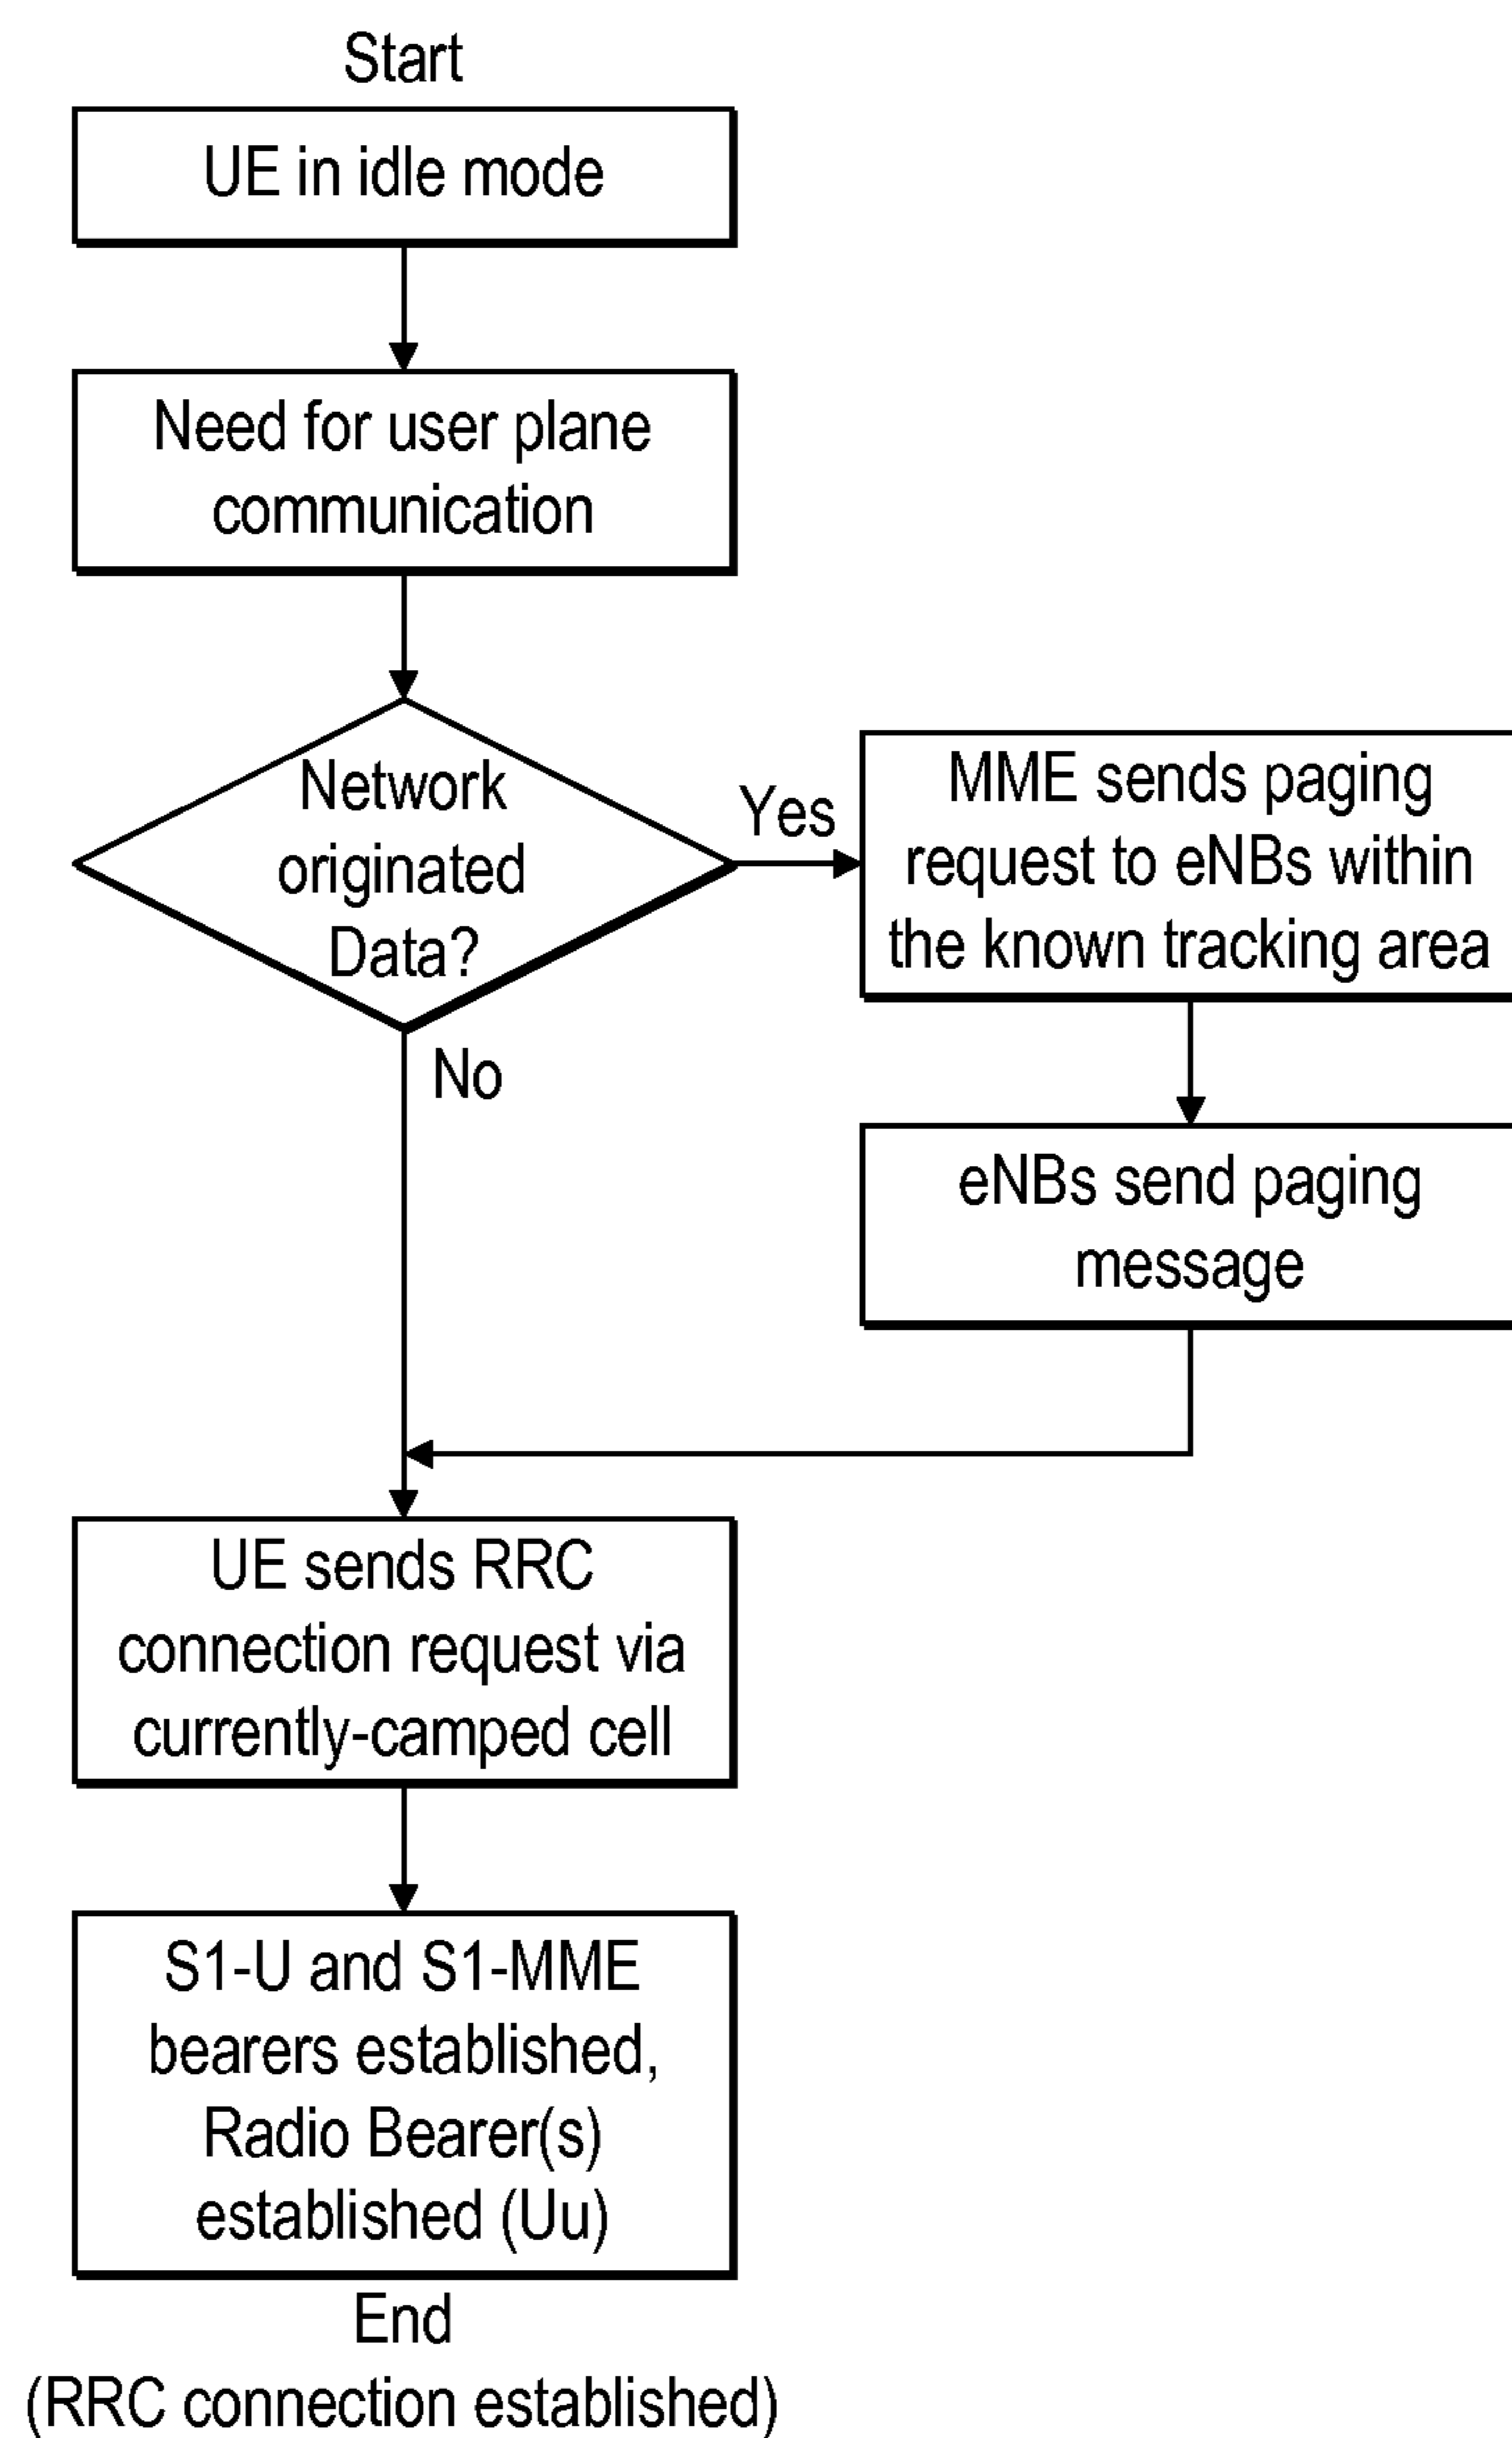 Start
UE in idle mode
Need for user plane
communication
Network
originated
Data?
Yes
No
MME sends paging
request to eNBs within
the known tracking area
eNBs send paging
message
UE sends RRC
connection request via
currently-camped cell
S1-U and S1-MME
bearers established,
Radio Bearer(s)
established (Uu)
End
(RRC connection established)